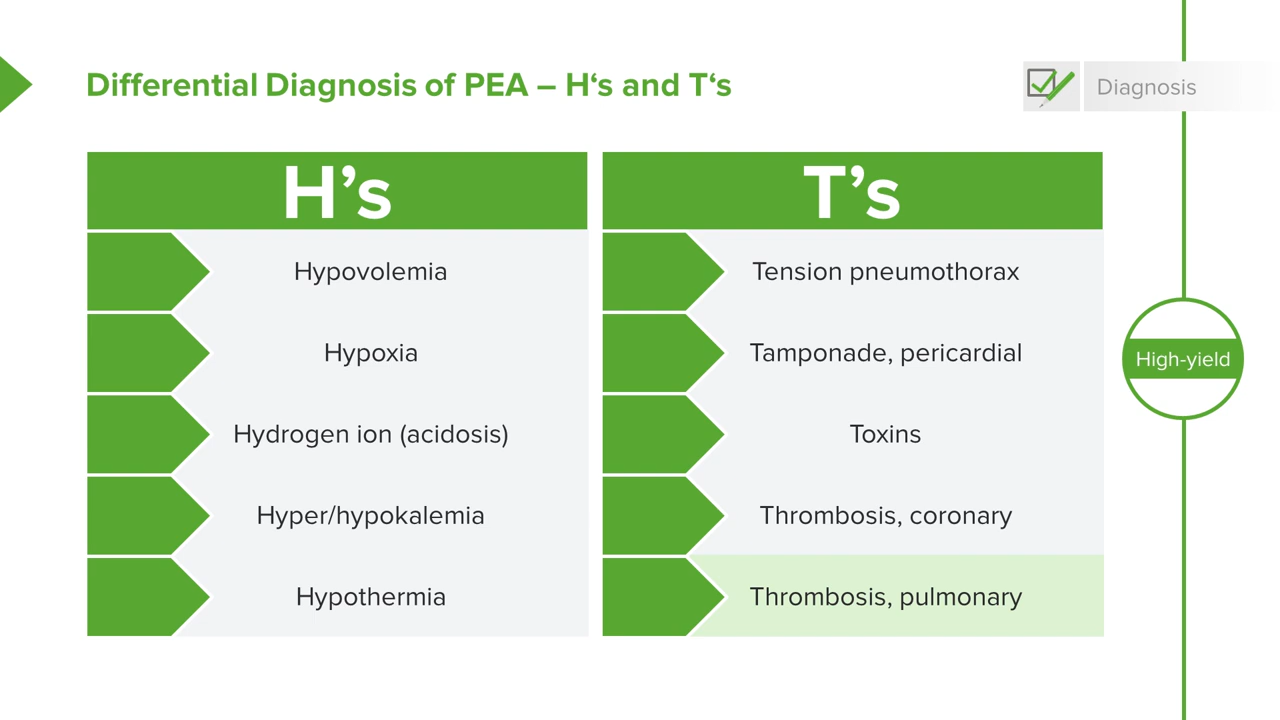 Differential Diagnosis of PEA – H‘s and T‘s
Diagnosis
H’s
Hypovolemia
Hypoxia
Hydrogen ion (acidosis)
Hyper/hypokalemia
Hypothermia
T’s
Tension pneumothorax
Tamponade, pericardial
Toxins
Thrombosis, coronary
Thrombosis, pulmonary
High-yield